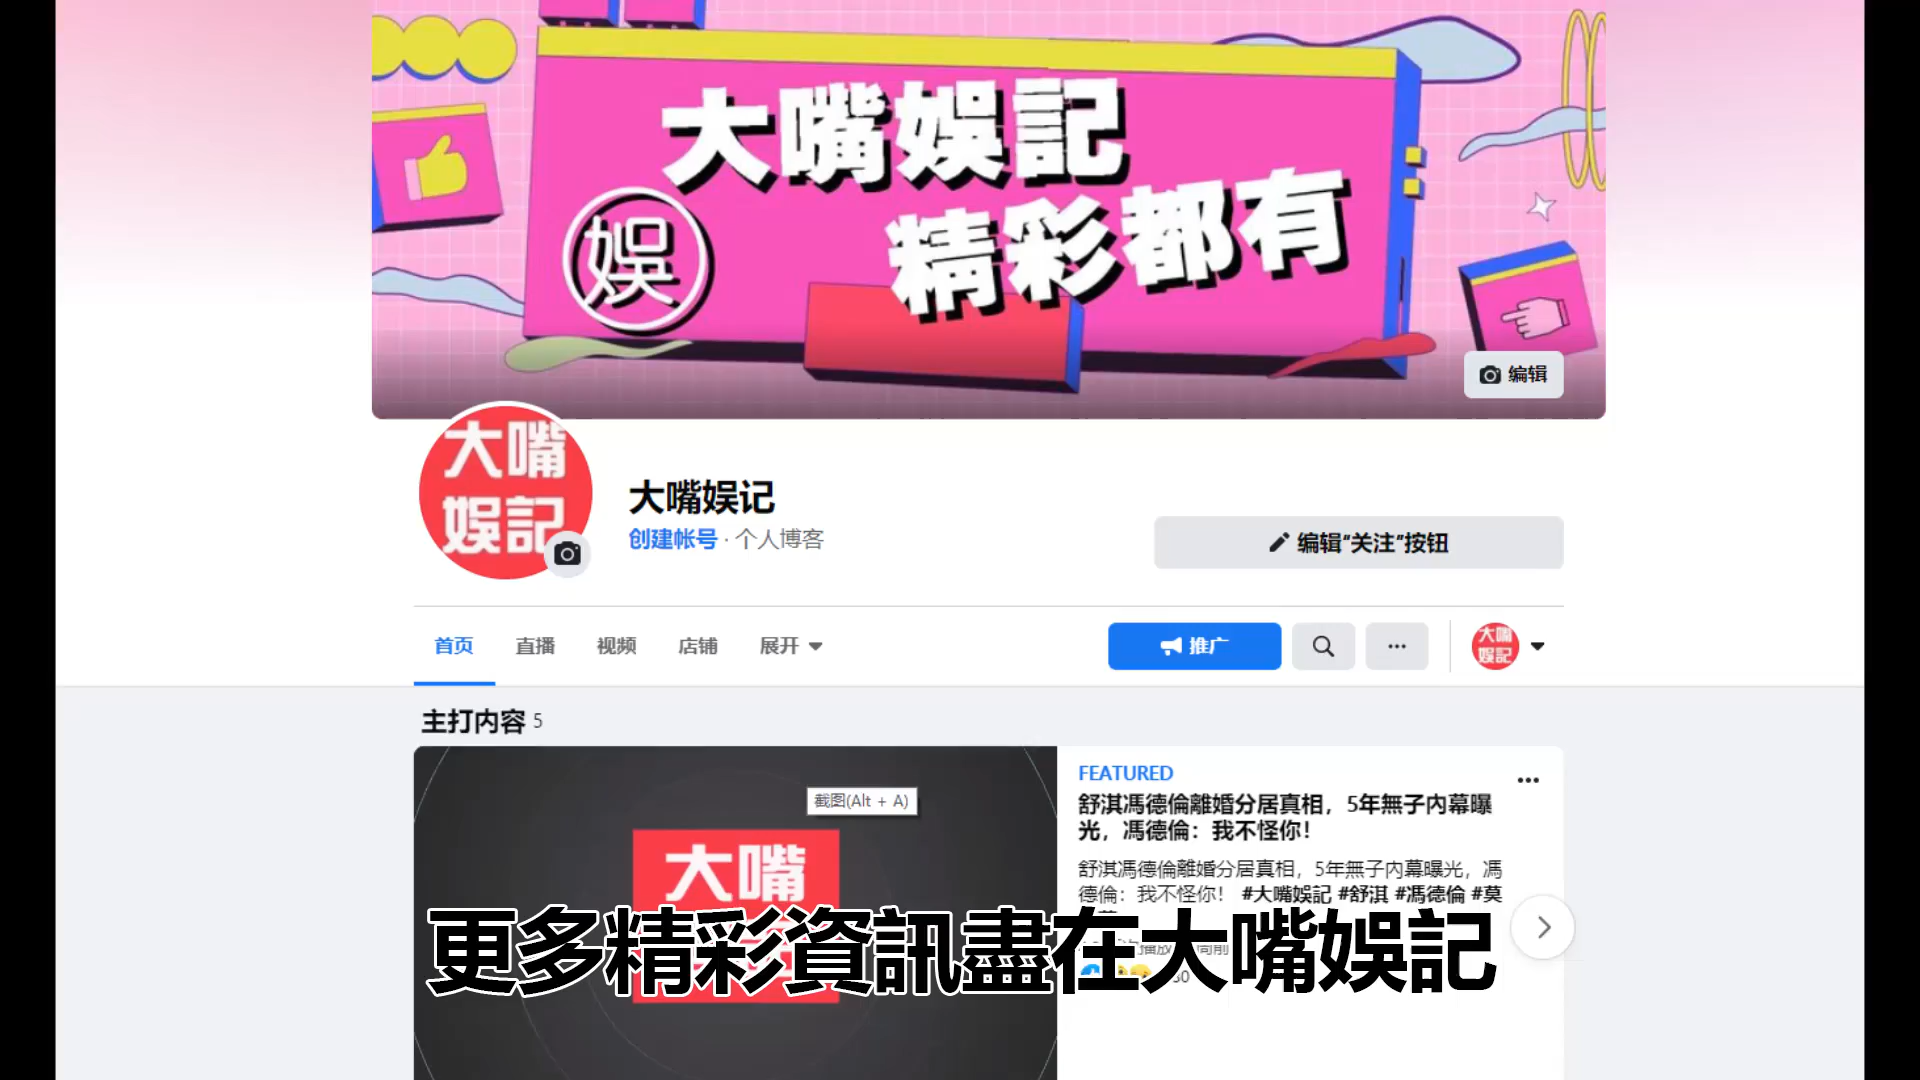 大嘴娛記
精彩都有
娛
编辑
大嘴
娛記
大嘴娱记
创建帐号 · 个人博客
编辑“关注”按钮
首页
直播
视频
店铺
展开
推广
大嘴
娛記
主打内容 5
截图(Alt + A)
大嘴
FEATURED
舒淇馮德倫離婚分居真相，5年無子内幕曝
光，馮德倫：我不怪你！
舒淇馮德倫離婚分居真相，5年無子内幕曝光，馮
德倫：我不怪你！ #大嘴娛記 #舒淇 #馮德倫 #莫
更多精彩資訊盡在大嘴娛記